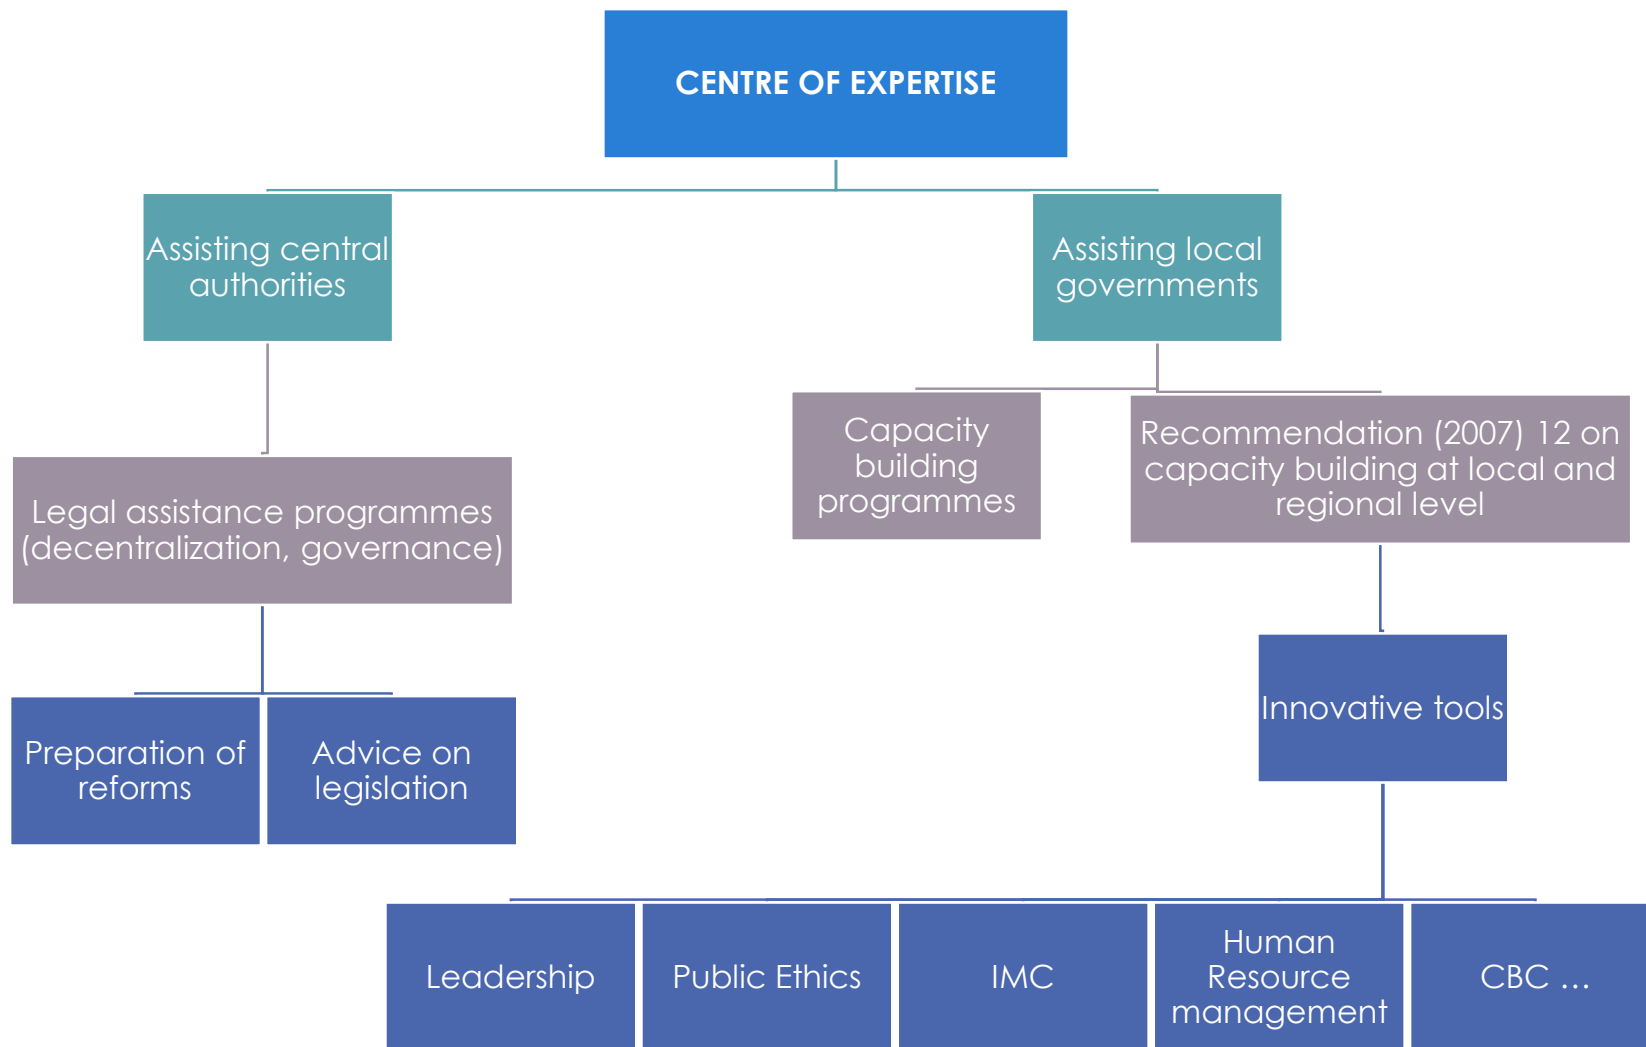 CENTRE OF EXPERTISE
Assisting central
authorities
Assisting local
governments
Capacity
building
programmes
Recommendation (2007) 12 on
capacity building at local and
regional level
Legal assistance programmes
(decentralization, governance)
Innovative tools
Preparation of
reforms
Advice on
legislation
Leadership
Public Ethics
IMC
Human
Resource
management
CBC …